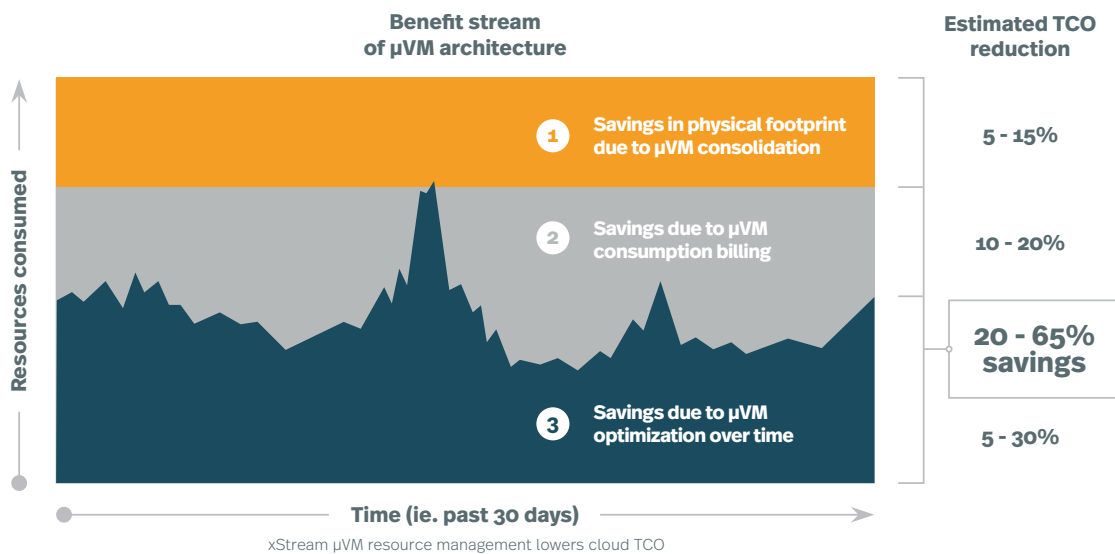 Benefit stream
of µVM architecture
Estimated TCO
reduction
Resources consumed
1
Savings in physical footprint
due to µVM consolidation
5 - 15%
2
Savings due to µVM
consumption billing
10 - 20%
20 - 65%
savings
3
Savings due to µVM
optimization over time
5 - 30%
Time (ie. past 30 days)
xStream µVM resource management lowers cloud TCO